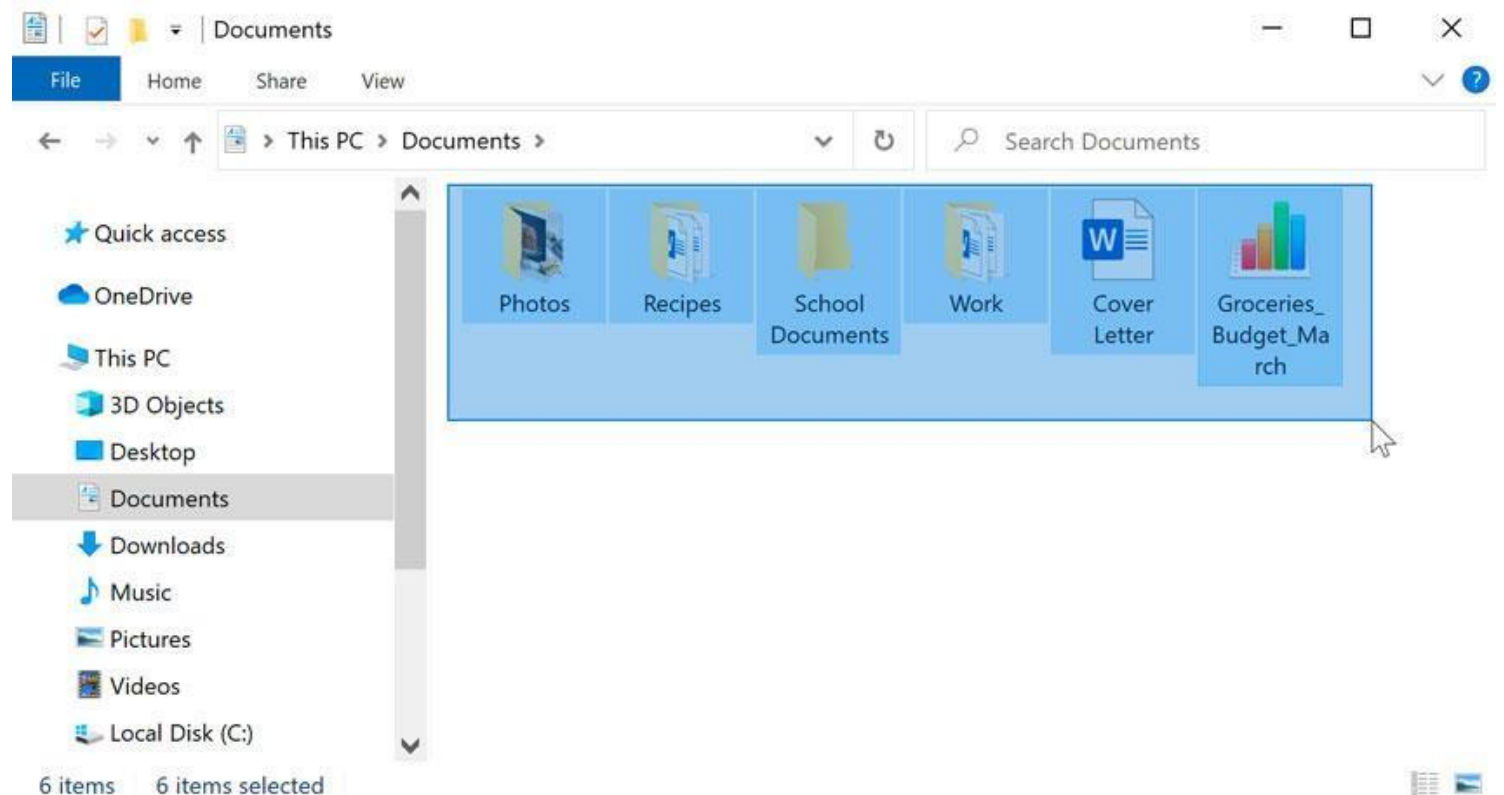 Documents
File Home Share View
?
This PC > Documents >
Search Documents
Quick access
OneDrive
This PC
3D Objects
Desktop
Documents
Downloads
Music
Pictures
Videos
Local Disk (C:)
Photos
Recipes
School
Documents
Work
W
Cover
Letter
Groceries_
Budget_Ma
rch
6 items 6 items selected